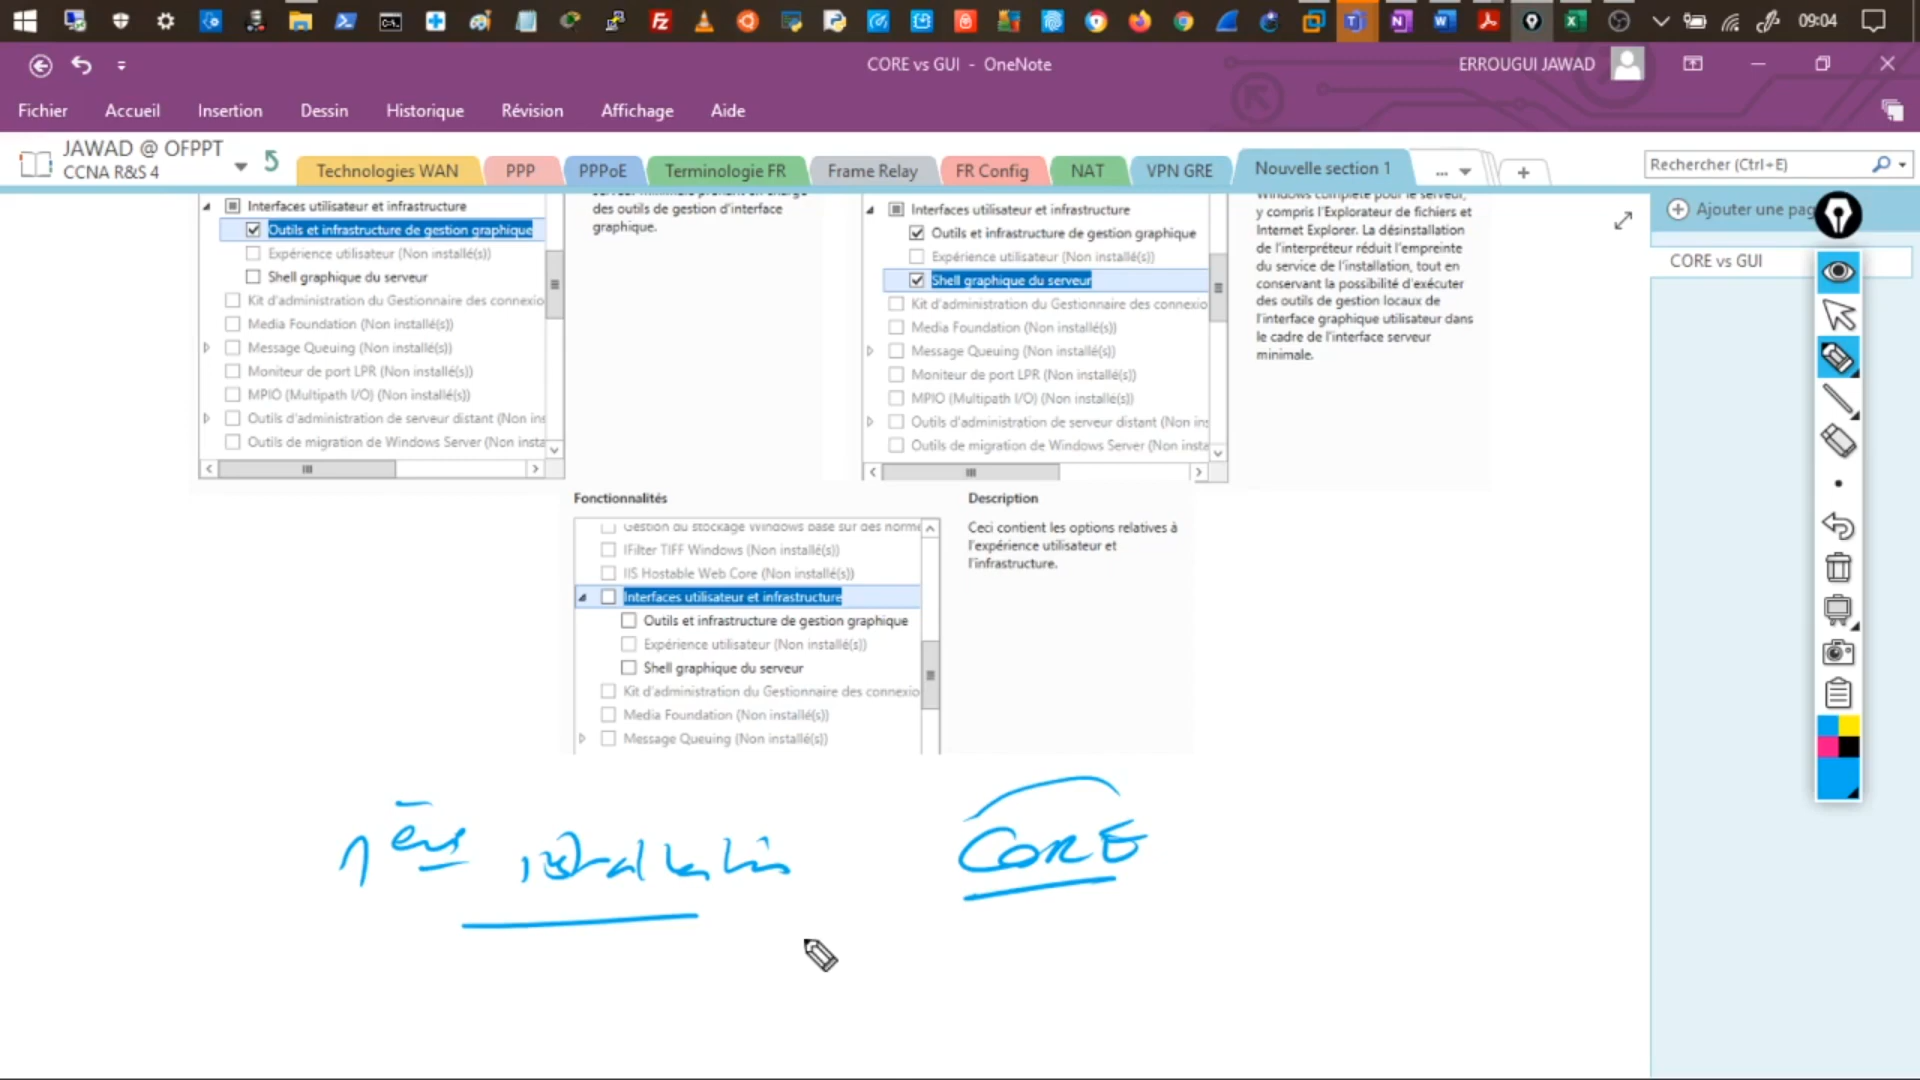 09:04
CORE vs GUI - OneNote
ERROUGUI JAWAD
Fichier
Accueil
Insertion
Dessin
Historique
Révision
Affichage
Aide
JAWAD @ OFPPT
CCNA R&S 4
Technologies WAN
PPP
PPPoE
Terminologie FR
Frame Relay
FR Config
NAT
VPN GRE
Nouvelle section 1
...
Rechercher (Ctrl+E)
Ajouter une pag
CORE vs GUI
Interfaces utilisateur et infrastructure
Outils et infrastructure de gestion graphique
Expérience utilisateur (Non installé(s))
Shell graphique du serveur
Kit d'administration du Gestionnaire des connexio
Media Foundation (Non installé(s))
Message Queuing (Non installé(s))
Moniteur de port LPR (Non installé(s))
MPIO (Multipath I/O) (Non installé(s))
Outils d'administration de serveur distant (Non ins
Outils de migration de Windows Server (Non insta
des outils de gestion d'interface
graphique.
Interfaces utilisateur et infrastructure
Outils et infrastructure de gestion graphique
Expérience utilisateur (Non installé(s))
Shell graphique du serveur
Kit d'administration du Gestionnaire des connexio
Media Foundation (Non installé(s))
Message Queuing (Non installé(s))
Moniteur de port LPR (Non installé(s))
MPIO (Multipath I/O) (Non installé(s))
Outils d'administration de serveur distant (Non ins
Outils de migration de Windows Server (Non insta
Windows complète pour le serveur,
y compris l'Explorateur de fichiers et
Internet Explorer. La désinstallation
de l'interpréteur réduit l'empreinte
du service de l'installation, tout en
conservant la possibilité d'exécuter
des outils de gestion locaux de
l'interface graphique utilisateur dans
le cadre de l'interface serveur
minimale.
Fonctionnalités
Gestion du stockage Windows basé sur des norme
IFilter TIFF Windows (Non installé(s))
IIS Hostable Web Core (Non installé(s))
Interfaces utilisateur et infrastructure
Outils et infrastructure de gestion graphique
Expérience utilisateur (Non installé(s))
Shell graphique du serveur
Kit d'administration du Gestionnaire des connexio
Media Foundation (Non installé(s))
Message Queuing (Non installé(s))
Description
Ceci contient les options relatives à
l'expérience utilisateur et
l'infrastructure.
1ère installation CORE